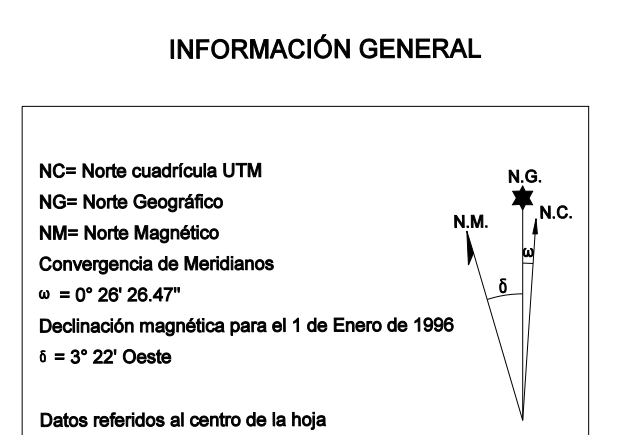 INFORMACIÓN GENERAL
NC= Norte cuadrícula UTM
NG= Norte Geográfico
NM= Norte Magnético
Convergencia de Meridianos
ω = 0° 26' 26.47"
Declinación magnética para el 1 de Enero de 1996
δ = 3° 22' Oeste
Datos referidos al centro de la hoja
N.G.
N.C.
N.M.
ω
δ